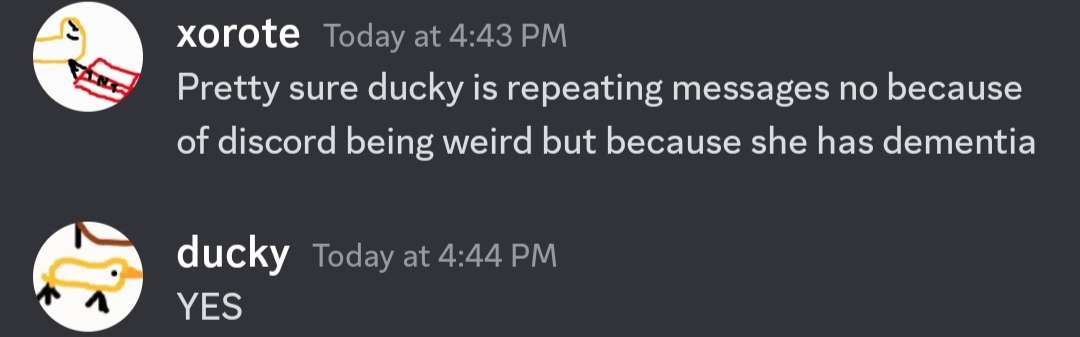 xorote Today at 4:43 PM
Pretty sure ducky is repeating messages no because
of discord being weird but because she has dementia
ducky Today at 4:44 PM
YES